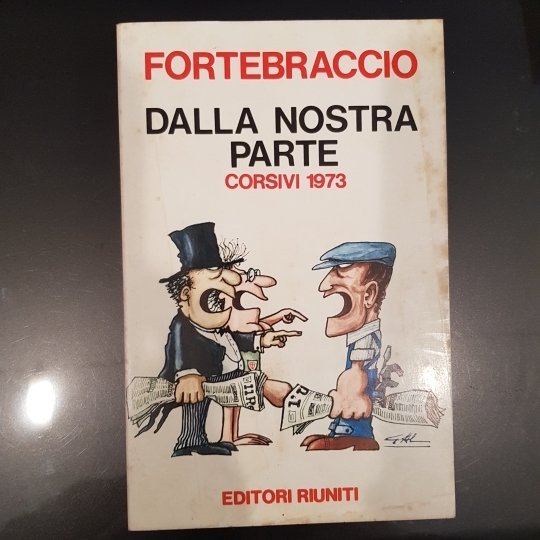 FORTEBRACCIO
DALLA NOSTRA
PARTE
CORSIVI 1973
EDITORI RIUNITI